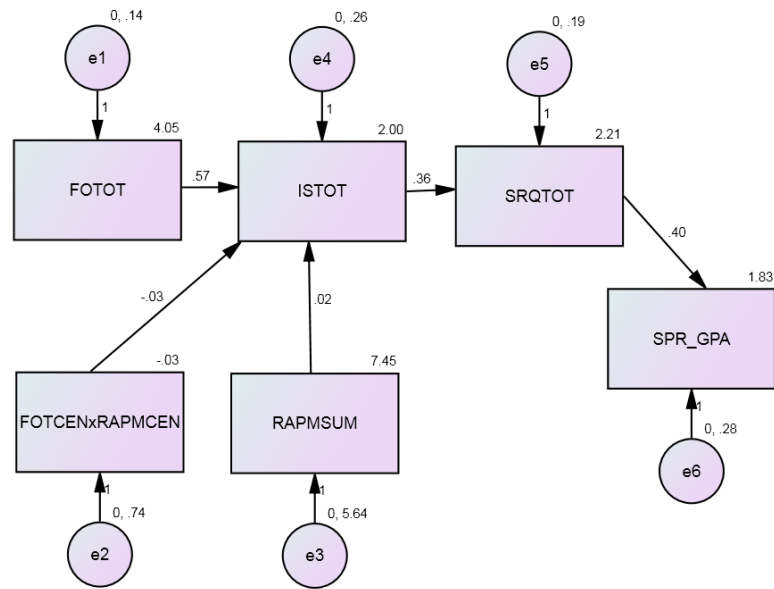 0, .14
e1
1
4.05
FOTOT
.57
0, .26
e4
1
2.00
ISTOT
.36
0, .19
e5
1
2.21
SRQTOT
.40
1.83
SPR_GPA
1
0, .28
e6
-.03
.02
-.03
FOTCENxRAPMCEN
1
0, .74
e2
7.45
RAPMSUM
1
0, 5.64
e3